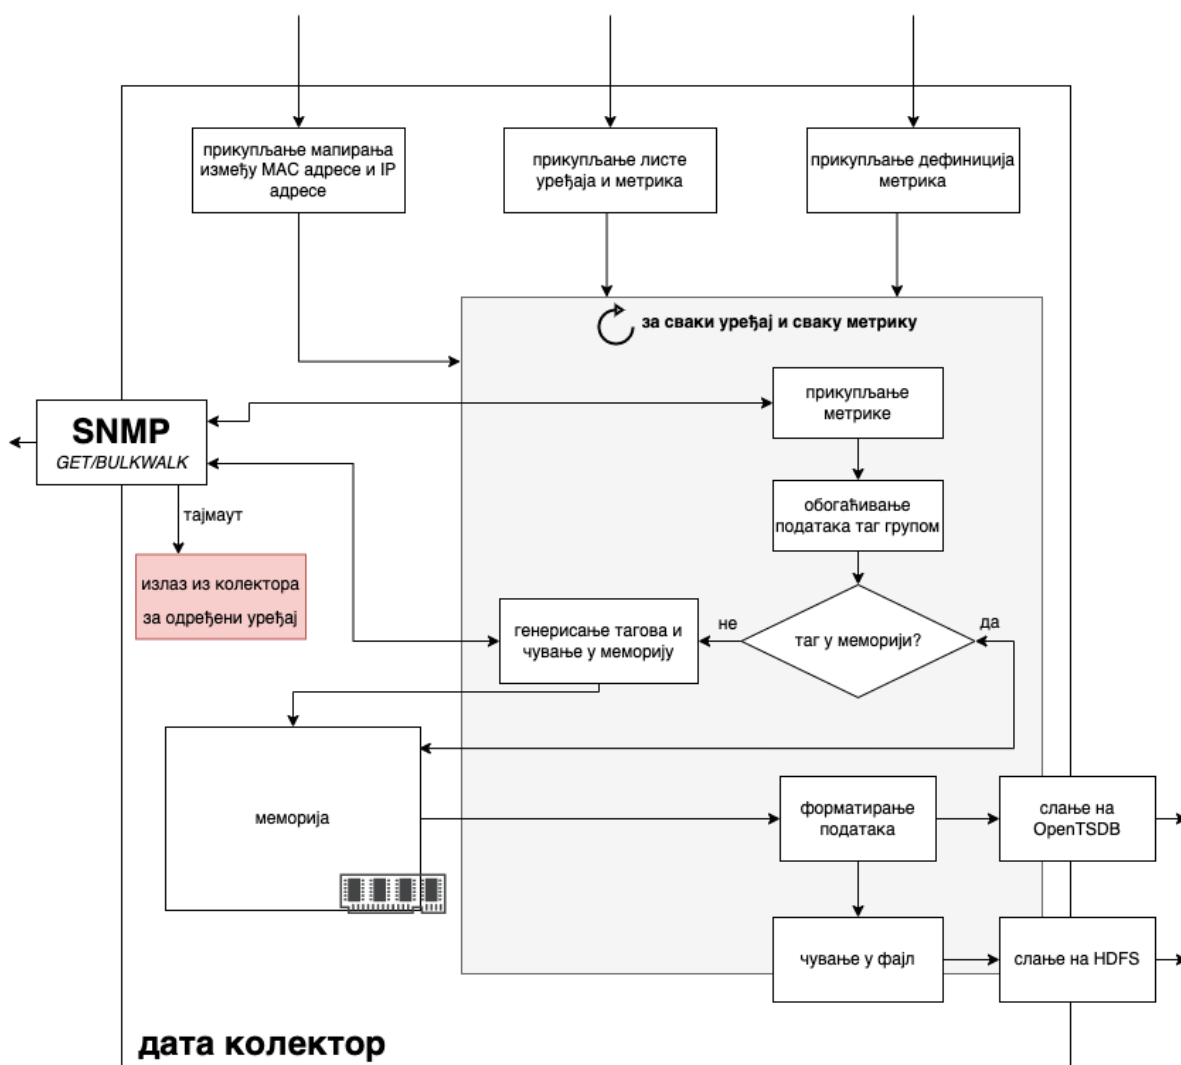 прикупљање мапирања
између MAC адресе и IP
адресе
прикупљање листе
уређаја и метрика
прикупљање дефиниција
метрика
за сваки уређај и сваку метрику
прикупљање
метрике
SNMP
GET/BULKWALK
тајмаут
обогаћивање
података таг групом
излаз из колектора
за одређени уређај
генерисање тагова и
чување у меморију
не
таг у меморији?
да
меморија
форматирање
података
слање на
OpenTSDB
чување у фајл
слање на HDFS
дата колектор